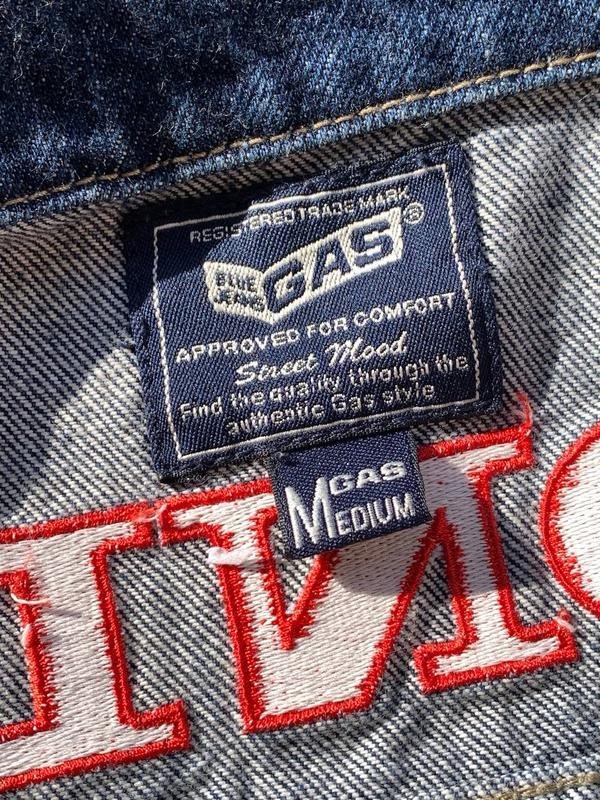 REGISTERED TRADE MARK
BLUE JEANS GAS®
APPROVED FOR COMFORT
Street Mood
Find the quality through the
authentic Gas style
GAS
MEDIUM